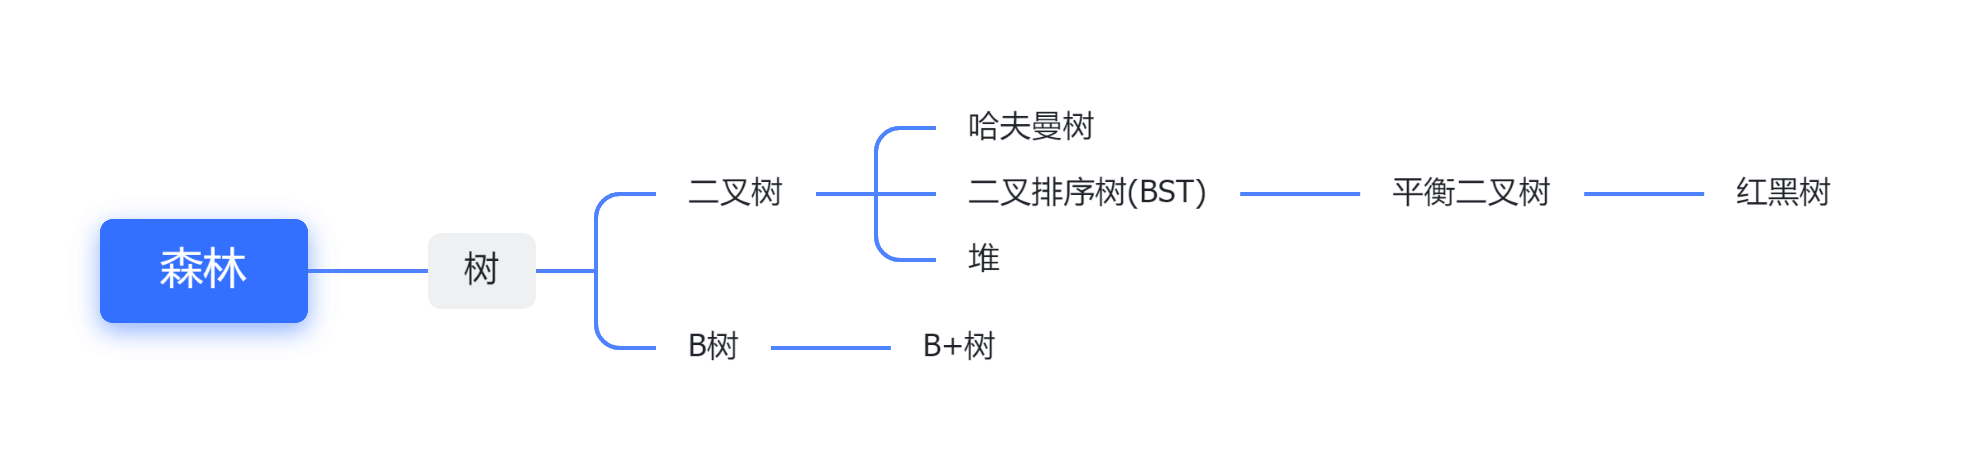 森林
树
二叉树
哈夫曼树
二叉排序树(BST)
平衡二叉树
红黑树
堆
B树
B+树